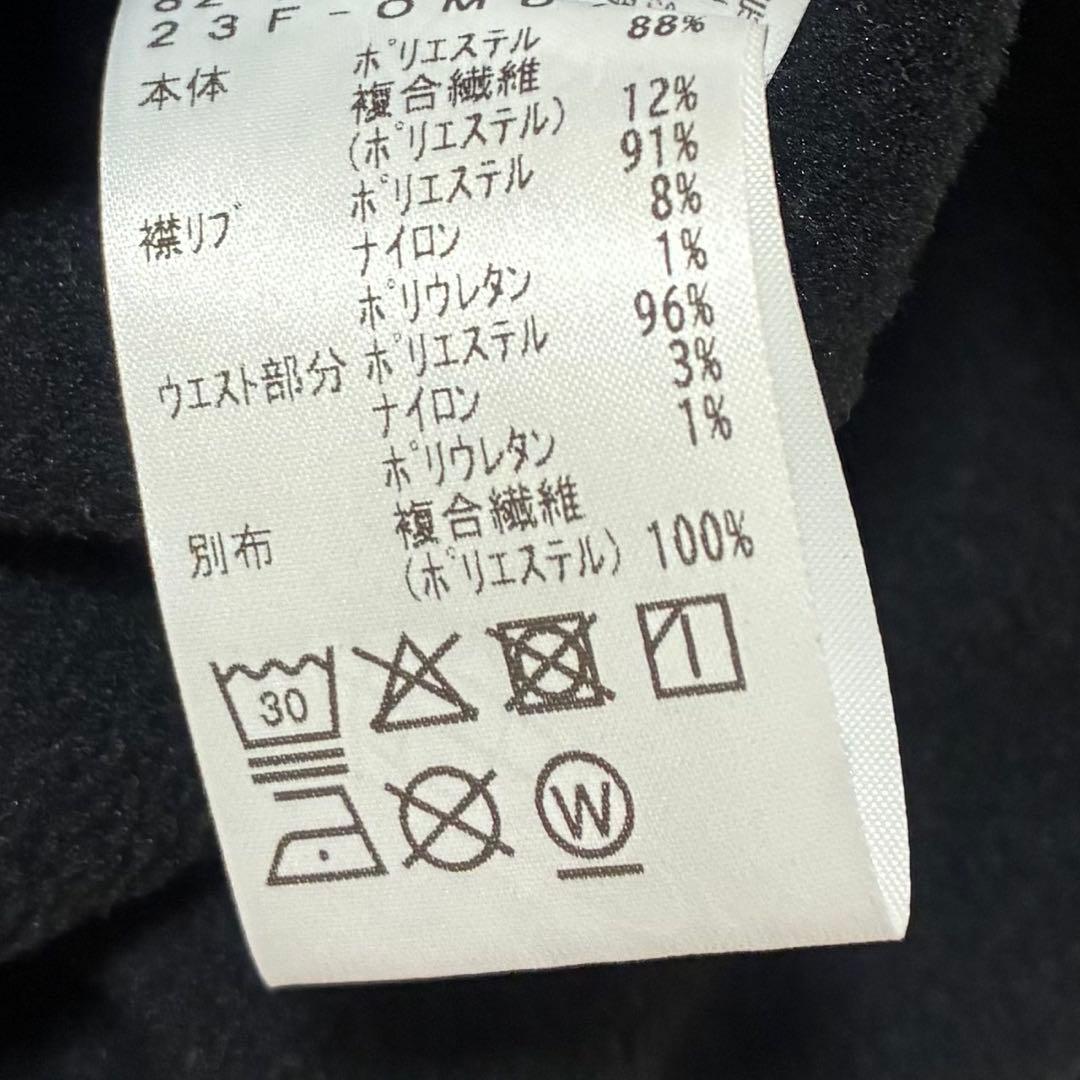 23F-OM
ポリエステル 88%
本体 複合繊維
(ポリエステル) 12%
ポリエステル 91%
襟リブ ナイロン 8%
ポリウレタン 1%
ウエスト部分 ポリエステル 96%
ナイロン 3%
ポリウレタン 1%
別布 複合繊維
(ポリエステル) 100%
30
W